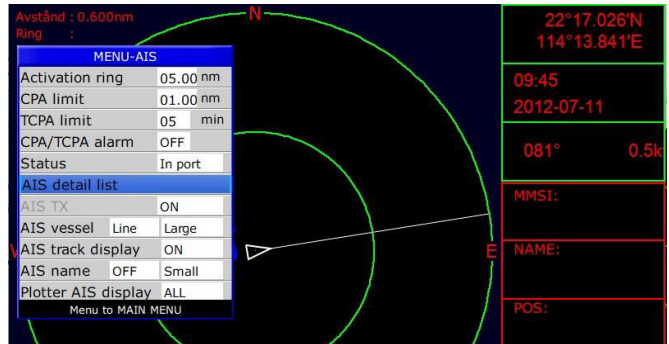 Avstånd : 0.600nm
Ring :
N
MENU-AIS
Activation ring 05.00 nm
CPA limit 01.00 nm
TCPA limit 05 min
CPA/TCPA alarm OFF
Status In port
AIS detail list
AIS TX ON
AIS vessel Line Large
AIS track display ON
AIS name OFF Small
Plotter AIS display ALL
Menu to MAIN MENU
E
22°17.026'N
114°13.841'E
09:45
2012-07-11
081° 0.5k
MMSI:
NAME:
POS: